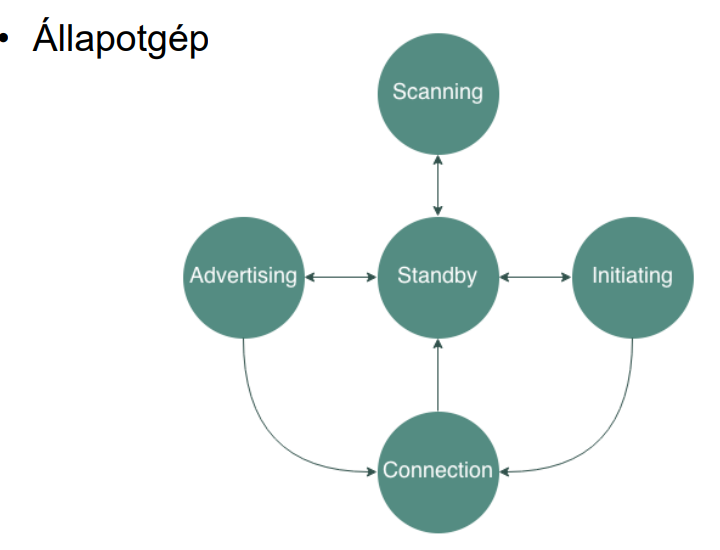 • Állapotgép
Scanning
Advertising
Standby
Initiating
Connection